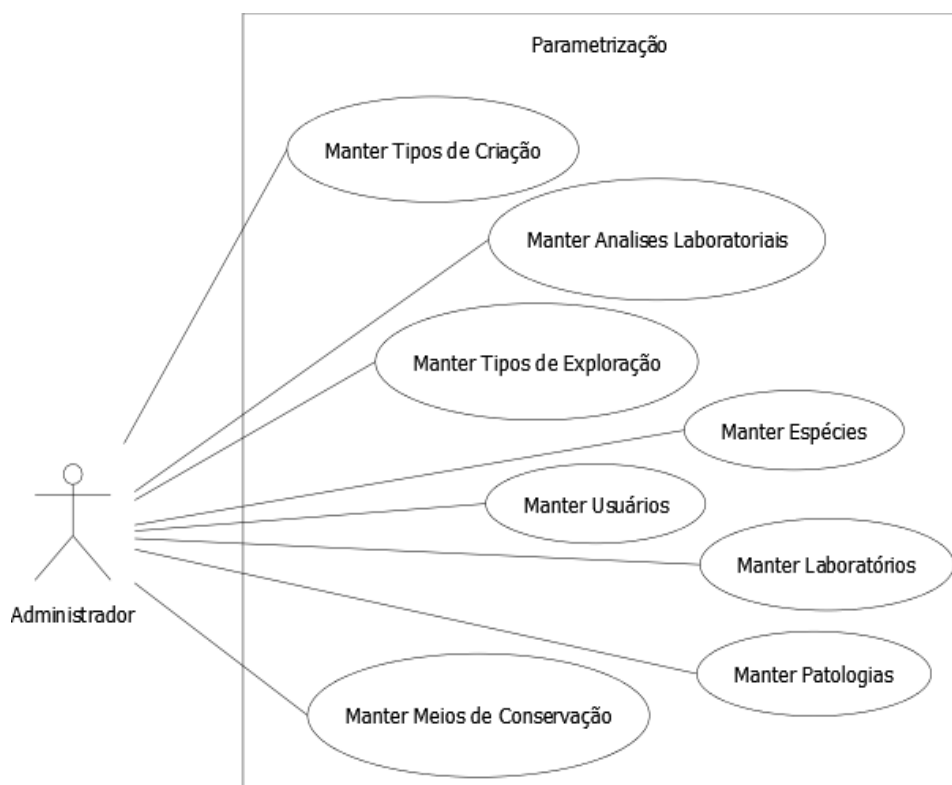 Parametrização
Manter Tipos de Criação
Manter Analises Laboratoriais
Manter Tipos de Exploração
Manter Espécies
Manter Usuários
Manter Laboratórios
Administrador
Manter Patologias
Manter Meios de Conservação